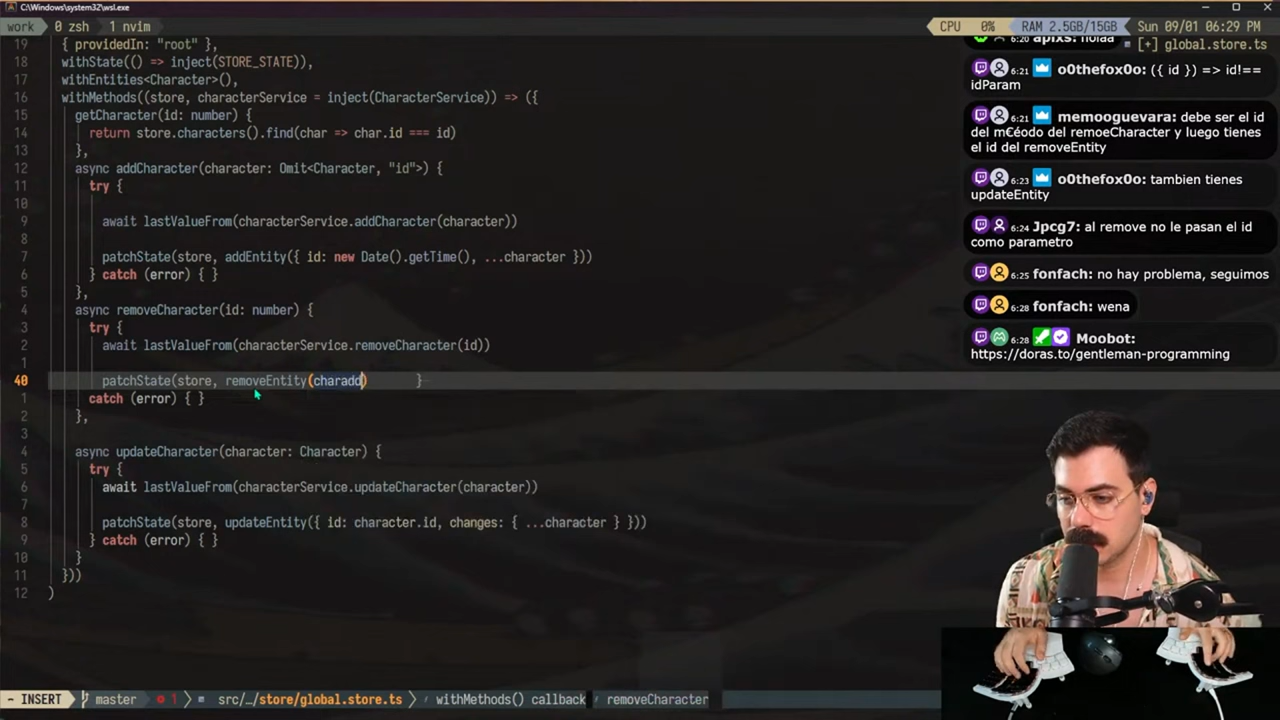 C:\Windows\system32\wsl.exe
work 0 zsh 1 nvim
CPU 0% RAM 2.5GB/15GB Sun 09/01 06:29 PM
[+] global.store.ts
19 { providedIn: "root" },
18 withState(() => inject(STORE_STATE)),
17 withEntities<Character>(),
16 withMethods((store, characterService = inject(CharacterService)) => ({
15 getCharacter(id: number) {
14 return store.characters().find(char => char.id === id)
13 },
12 async addCharacter(character: Omit<Character, "id">) {
11 try {
10
9 await lastValueFrom(characterService.addCharacter(character))
8
7 patchState(store, addEntity({ id: new Date().getTime(), ...character }))
6 } catch (error) { }
5 },
4 async removeCharacter(id: number) {
3 try {
2 await lastValueFrom(characterService.removeCharacter(id))
1
40 patchState(store, removeEntity(charadd) }
1 catch (error) { }
2 },
3
4 async updateCharacter(character: Character) {
5 try {
6 await lastValueFrom(characterService.updateCharacter(character))
7
8 patchState(store, updateEntity({ id: character.id, changes: { ...character } }))
9 } catch (error) { }
10 }
11 }))
12 )
- INSERT master 1 src/…/store/global.store.ts withMethods() callback removeCharacter
6:20 apixs: holaa
6:21 o0thefox0o: ({ id }) => id!==
idParam
6:21 memooguevara: debe ser el id
del m€éodo del remoeCharacter y luego tienes
el id del removeEntity
6:23 o0thefox0o: tambien tienes
updateEntity
6:24 Jpcg7: al remove no le pasan el id
como parametro
6:25 fonfach: no hay problema, seguimos
6:28 fonfach: wena
6:28 Moobot:
https://doras.to/gentleman-programming